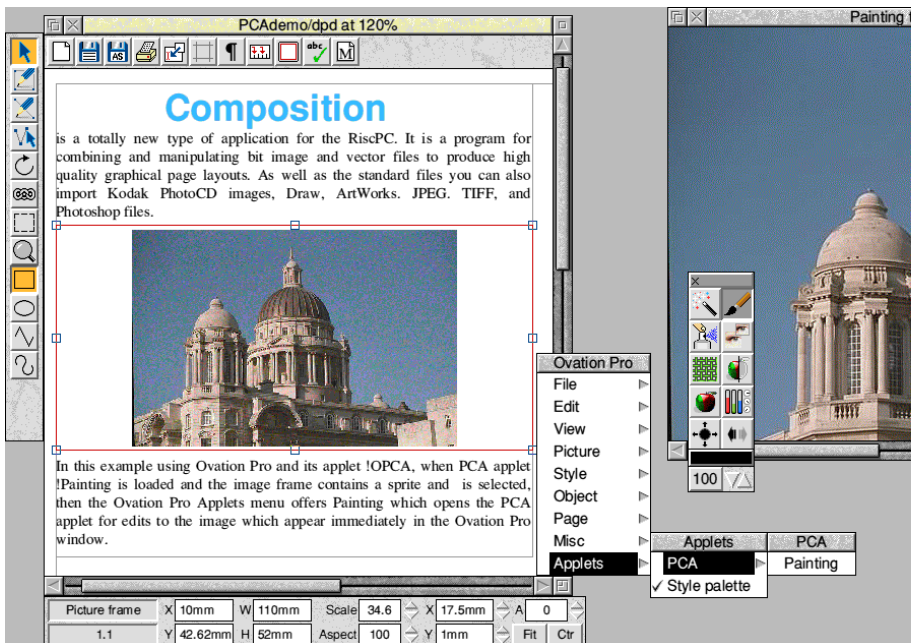 PCAdemo/dpd at 120%
Painting
AS
¶
abc
M
Composition
is a totally new type of application for the RiscPC. It is a program for
combining and manipulating bit image and vector files to produce high
quality graphical page layouts. As well as the standard files you can also
import Kodak PhotoCD images, Draw, ArtWorks. JPEG. TIFF, and
Photoshop files.
In this example using Ovation Pro and its applet !OPCA, when PCA applet
!Painting is loaded and the image frame contains a sprite and  is selected,
then the Ovation Pro Applets menu offers Painting which opens the PCA
applet for edits to the image which appear immediately in the Ovation Pro
window.
Ovation Pro
File
Edit
View
Picture
Style
Object
Page
Misc
Applets
Applets
PCA
✓ Style palette
PCA
Painting
100
Picture frame X 10mm W 110mm Scale 34.6 X 17.5mm A 0
1.1 Y 42.62mm H 52mm Aspect 100 Y 1mm Fit Ctr